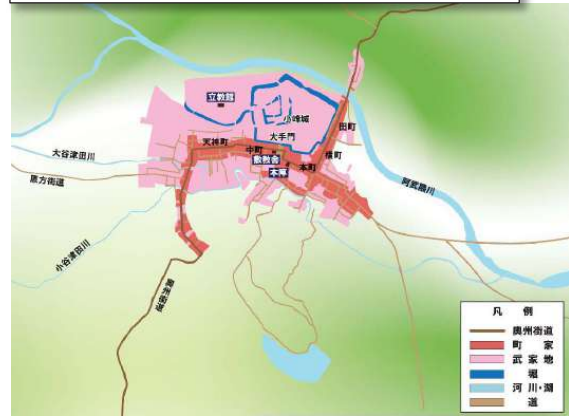 立教館
小峰城
田町
大手門
天神町
中町
横町
大谷津田川
敷教舎
本町
本陣
原方街道
阿武隈川
小谷津田川
奥州街道
凡 例
奥州街道
町 家
武 家 地
堀
河 川・湖
道